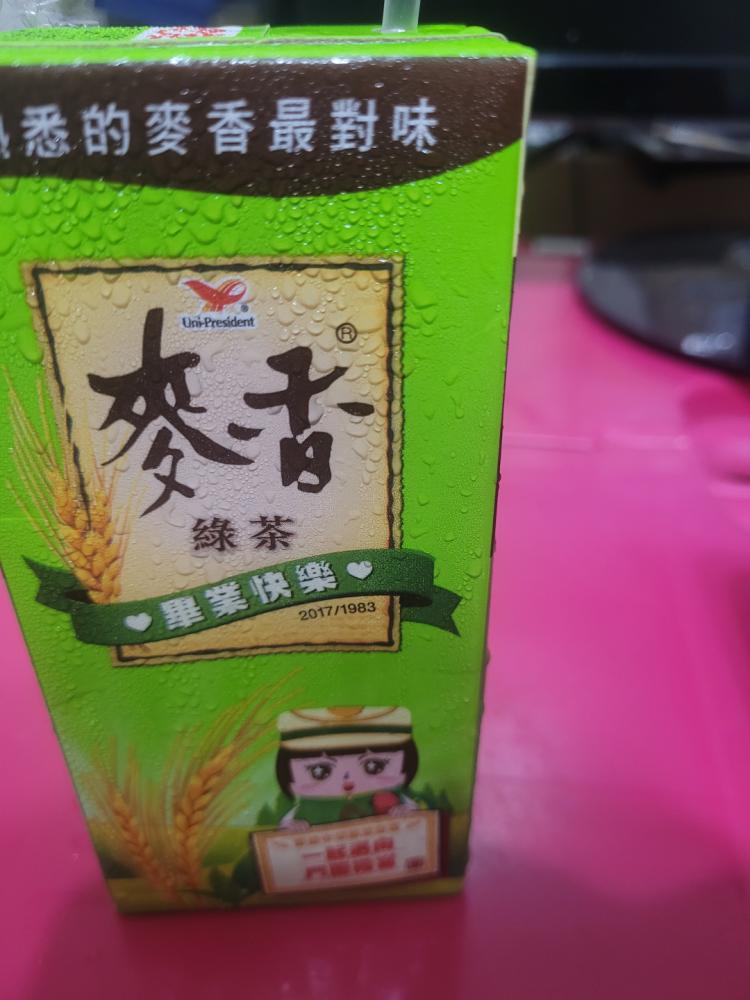 悉的麥香最對味
Uni-President
®
麥香
綠茶
畢業快樂
2017/1983